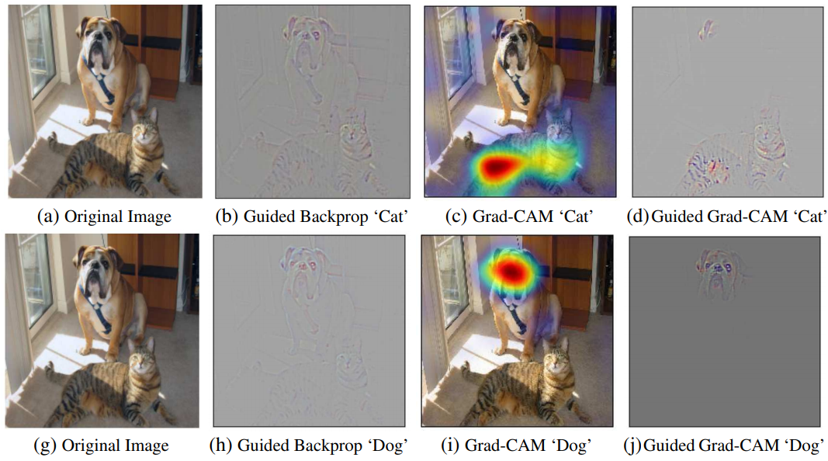 (a) Original Image
(b) Guided Backprop ‘Cat’
(c) Grad-CAM ‘Cat’
(d)Guided Grad-CAM ‘Cat’
(g) Original Image
(h) Guided Backprop ‘Dog’
(i) Grad-CAM ‘Dog’
(j)Guided Grad-CAM ‘Dog’